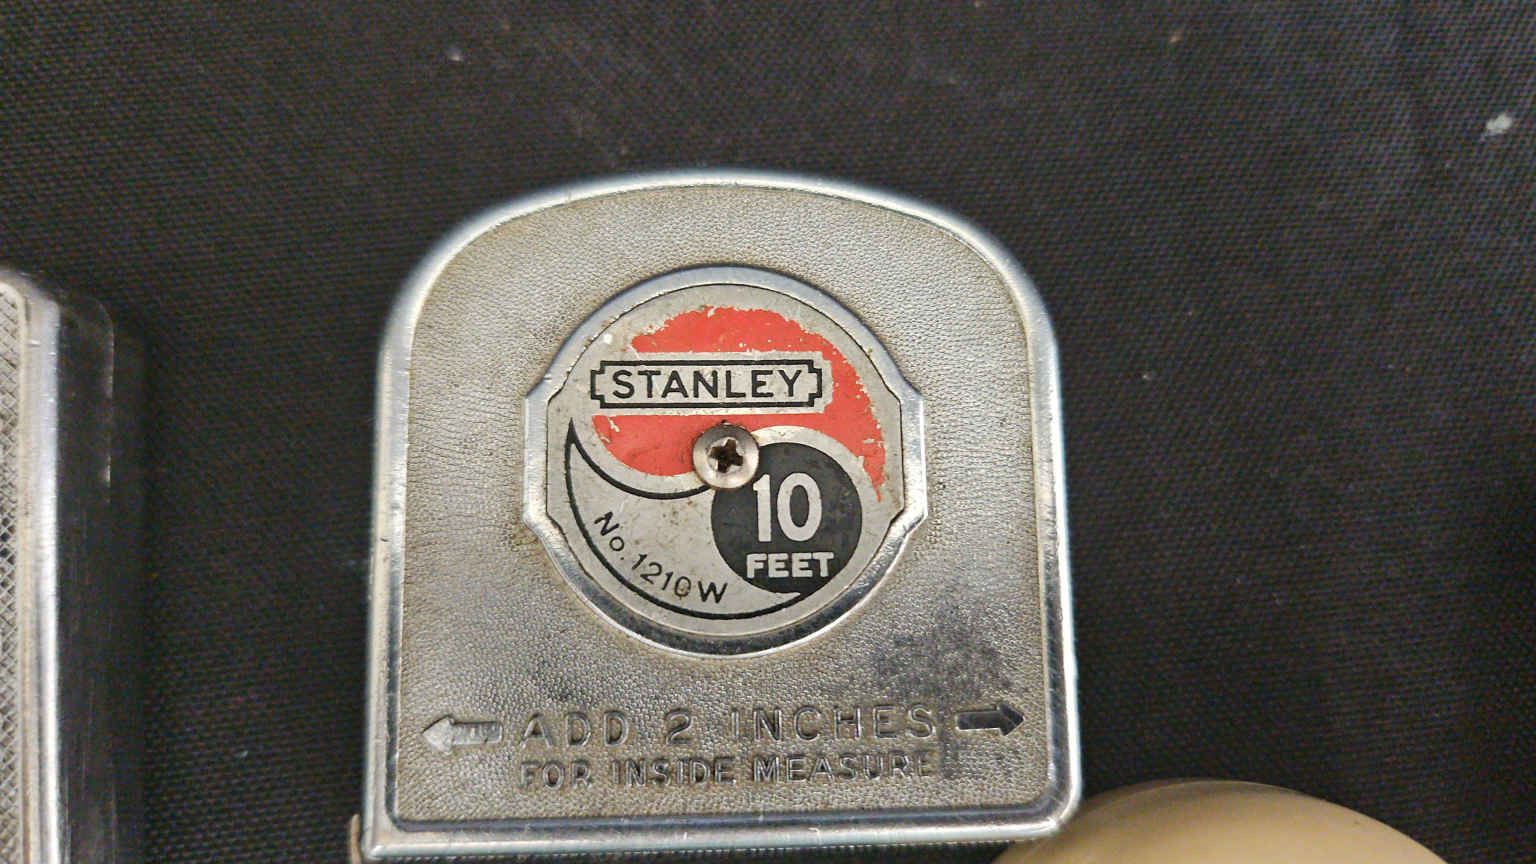 STANLEY
10
FEET
No. 1210W
ADD 2 INCHES
FOR INSIDE MEASURE